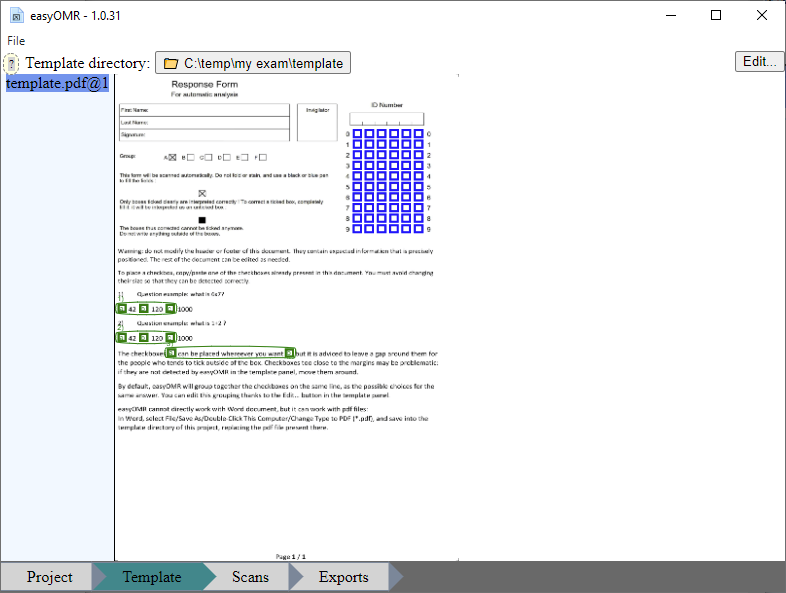 easyOMR - 1.0.31
File
? Template directory: C:\temp\my exam\template Edit...
template.pdf@1
Response Form
For automatic analysis
First Name:
Last Name:
Signature:
Invigilator
ID Number
0 0
1 1
2 2
3 3
4 4
5 5
6 6
7 7
8 8
9 9
Group: A B C D E F
This form will be scanned automatically. Do not fold or stain, and use a black or blue pen
to fill the fields.
Only boxes ticked clearly are interpreted correctly. To correct a ticked box, completely
fill it, it will be interpreted as an unticked box.
The boxes thus corrected cannot be ticked anymore.
Do not write anything outside of the boxes.
Warning: do not modify the header or footer of this document. They contain expected information that is precisely
positioned. The rest of the document can be edited as needed.
To place a checkbox, copy/paste one of the checkboxes already present in this document. You must avoid changing
their size so that they can be detected correctly.
1) Question example: what is 6x7?
42 120 1000
2) Question example: what is 1+2 ?
42 120 1000
The checkboxes can be placed whereever you want but it is adviced to leave a gap around them for
the people who tends to tick outside of the box. Checkboxes too close to the margins may be problematic:
if they are not detected by easyOMR in the template panel, move them around.
By default, easyOMR will group together the checkboxes on the same line, as the possible choices for the
same answer. You can edit this grouping thanks to the Edit... button in the template panel
easyOMR cannot directly work with Word document, but it can work with pdf files:
In Word, select File/Save As/Double-Click This Computer/Change Type to PDF (*.pdf), and save into the
template directory of this project, replacing the pdf file present there.
Page 1 / 1
Project Template Scans Exports